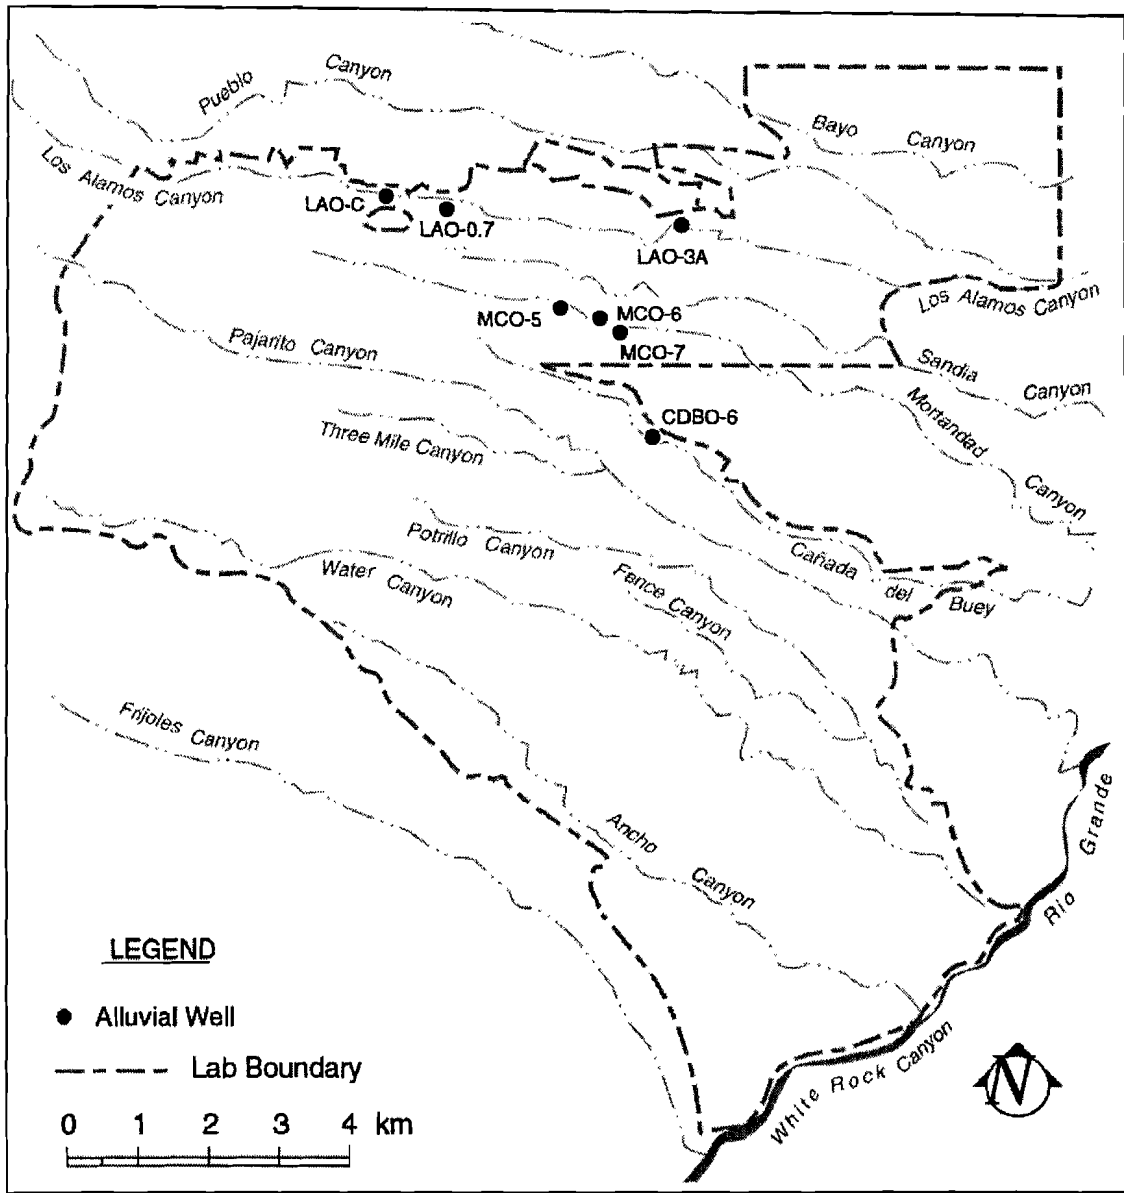 Pueblo Canyon
Bayo Canyon
Los Alamos Canyon
LAO-C
LAO-0.7
LAO-3A
Los Alamos Canyon
MCO-5
MCO-6
MCO-7
Pajarito Canyon
Sandia Canyon
Mortandad Canyon
CDBO-6
Three Mile Canyon
Potrillo Canyon
Water Canyon
Fence Canyon
Cañada del Buey
Frijoles Canyon
Ancho Canyon
Rio Grande
White Rock Canyon
LEGEND
Alluvial Well
Lab Boundary
0 1 2 3 4 km
N